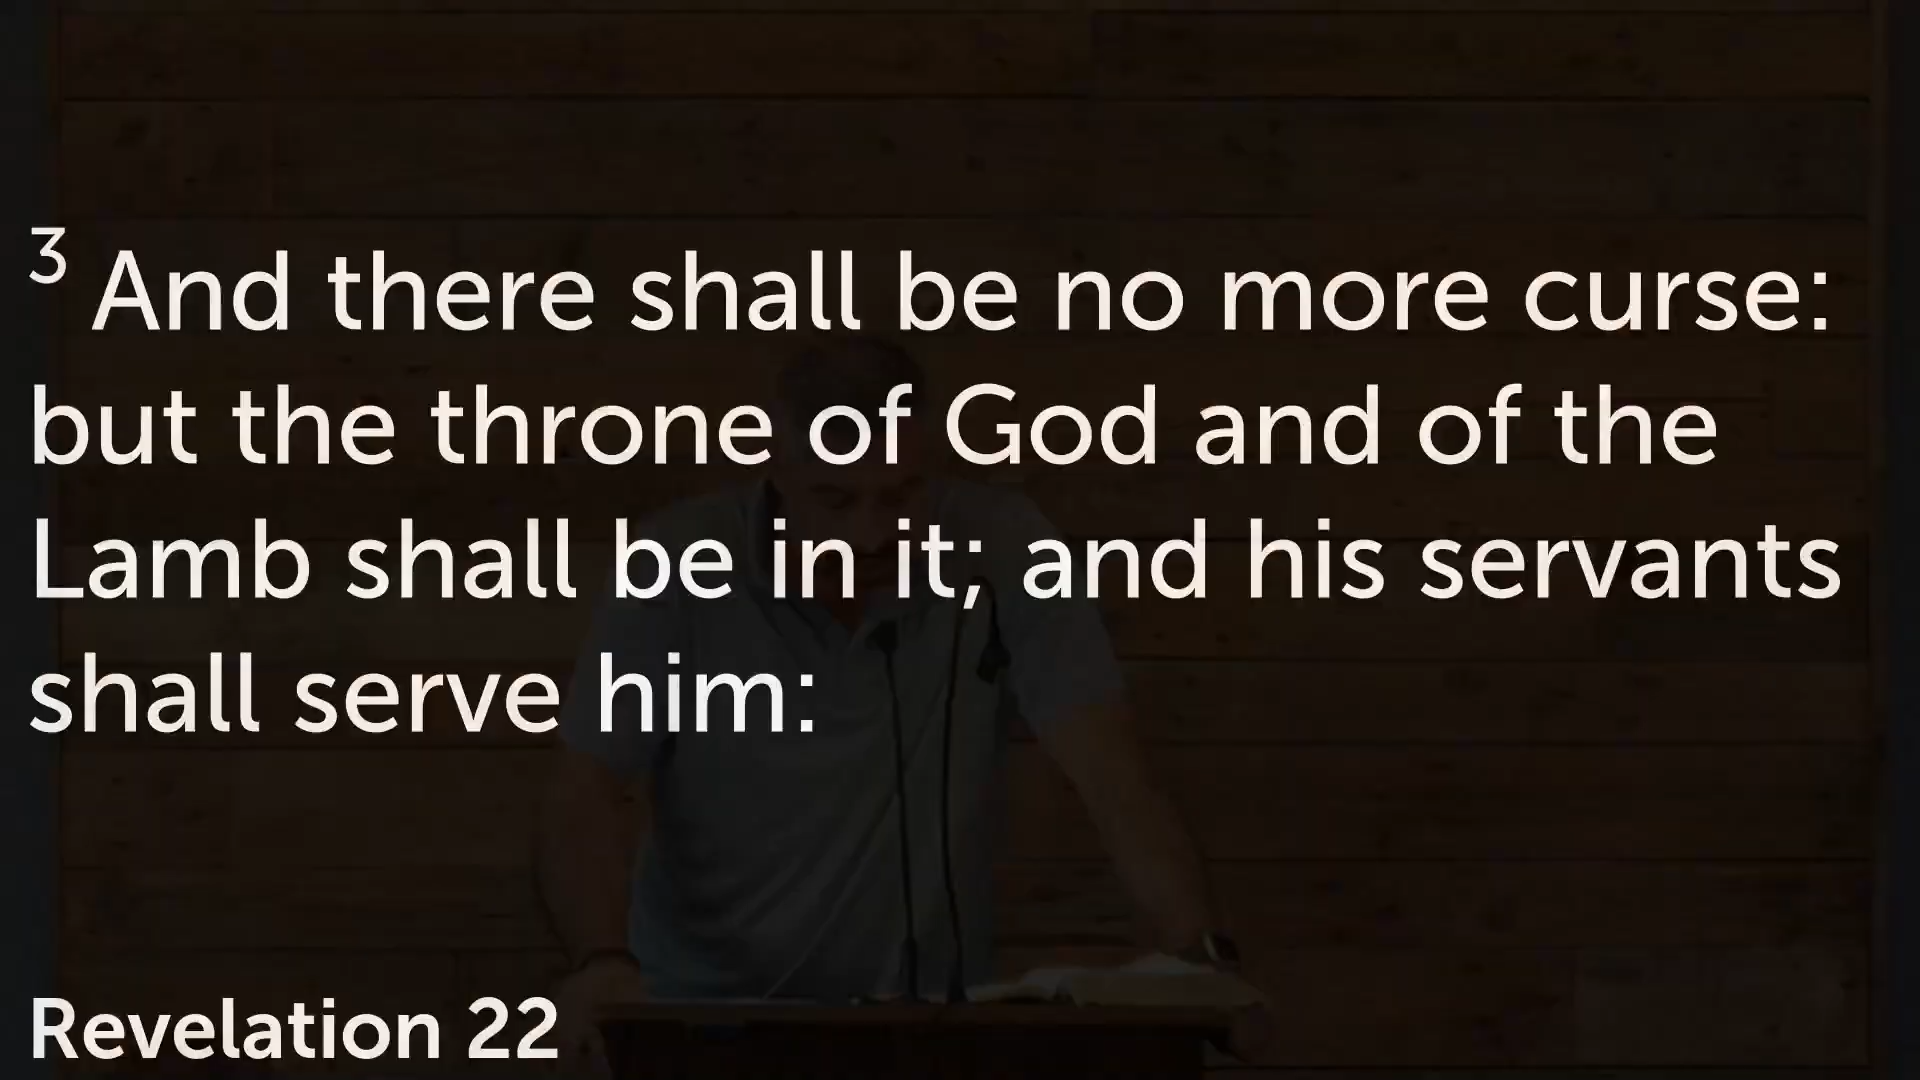 3 And there shall be no more curse:
but the throne of God and of the
Lamb shall be in it; and his servants
shall serve him:
Revelation 22